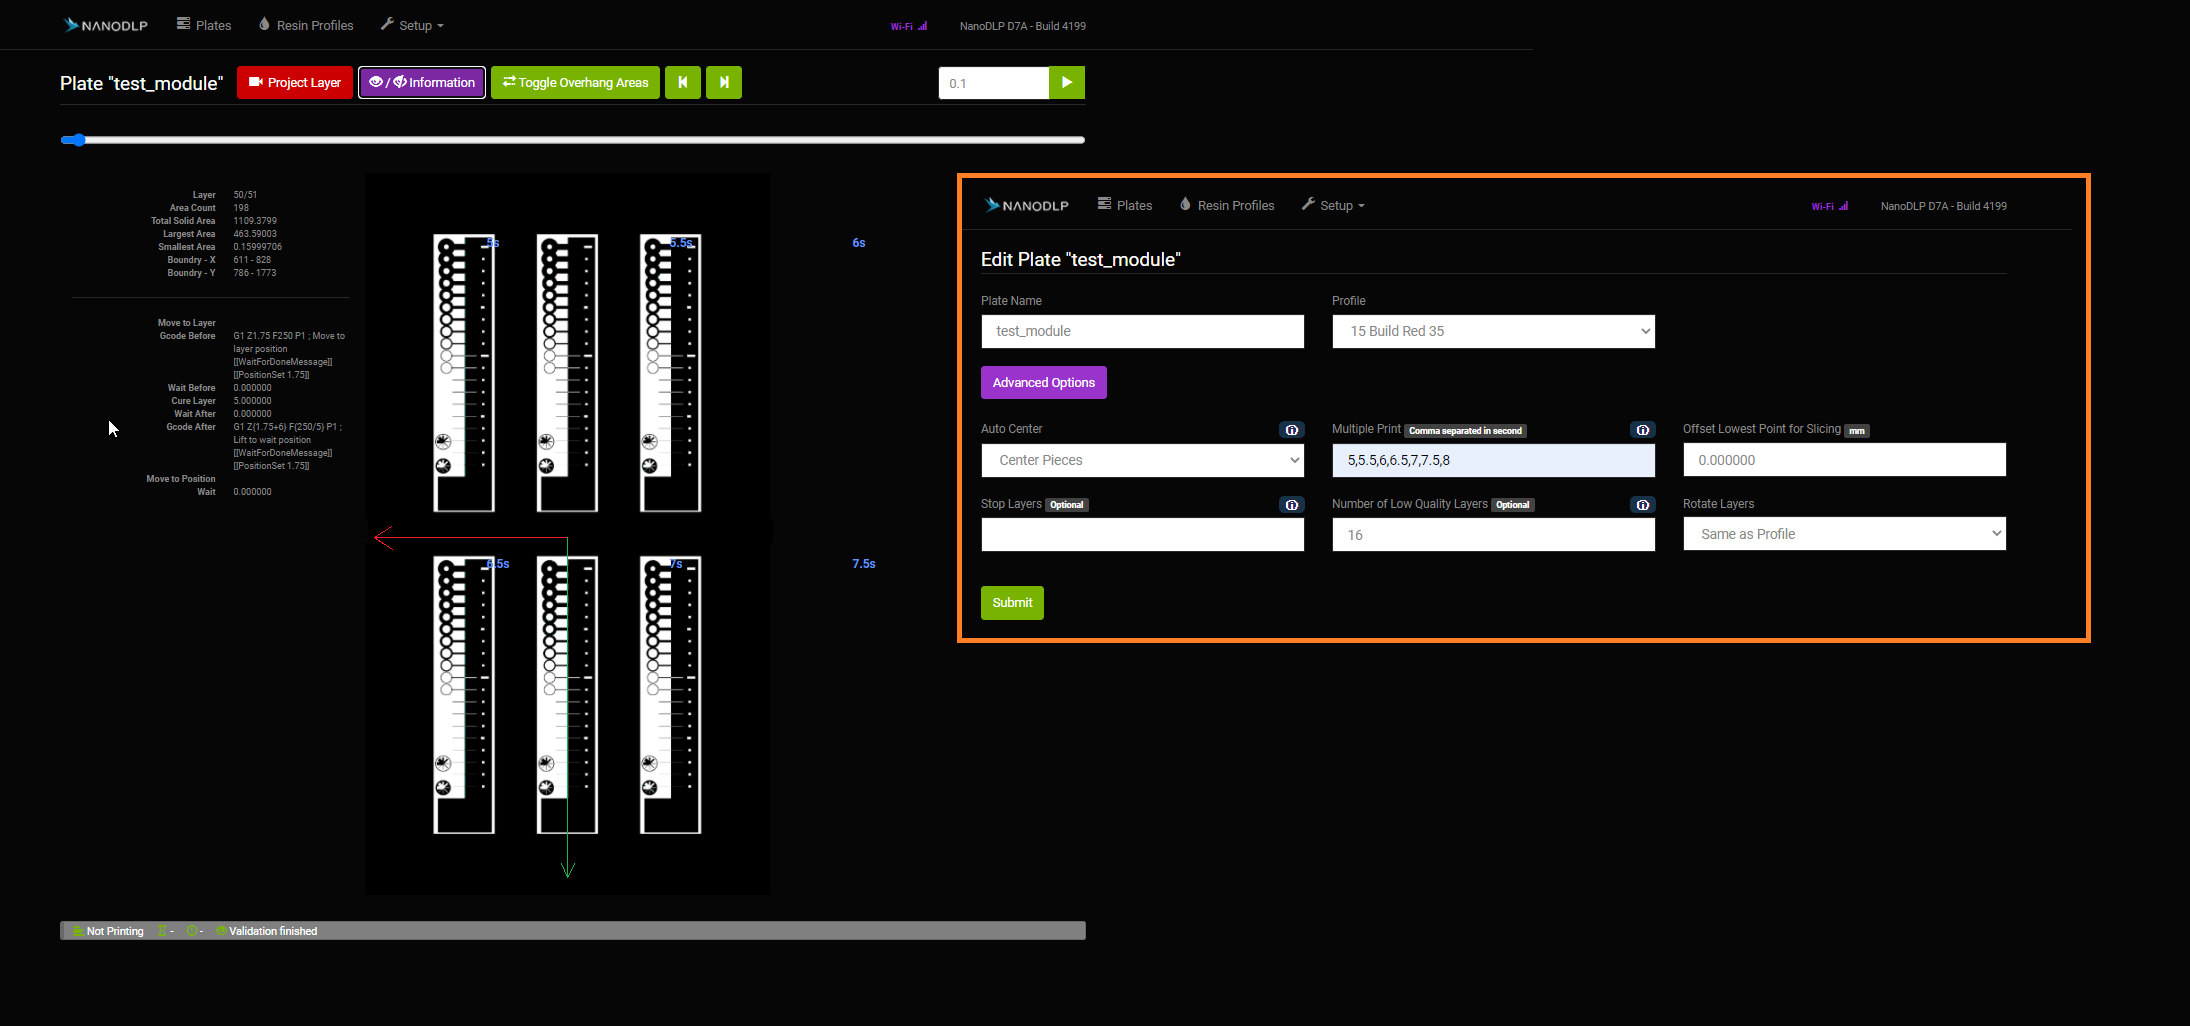 NANODLP Plates Resin Profiles Setup Wi-Fi NanoDLP D7A - Build 4199
Plate "test_module" Project Layer / Information Toggle Overhang Areas 0.1
Layer 50/51
Area Count 198
Total Solid Area 1109.3799
Largest Area 463.59003
Smallest Area 0.15999706
Boundry - X 611 - 828
Boundry - Y 786 - 1773
Move to Layer
Gcode Before G1 Z1.75 F250 P1 ; Move to
layer position
[[WaitForDoneMessage]]
[[PositionSet 1.75]]
Wait Before 0.000000
Cure Layer 5.000000
Wait After 0.000000
Gcode After G1 Z{1.75+6} F{250/5} P1 ;
Lift to wait position
[[WaitForDoneMessage]]
[[PositionSet 1.75]]
Move to Position
Wait 0.000000
5s 5.5s 6s
6.5s 7s 7.5s
NANODLP Plates Resin Profiles Setup Wi-Fi NanoDLP D7A - Build 4199
Edit Plate "test_module"
Plate Name Profile
test_module 15 Build Red 35
Advanced Options
Auto Center Multiple Print Comma separated in second Offset Lowest Point for Slicing mm
Center Pieces 5,5.5,6,6.5,7,7.5,8 0.000000
Stop Layers Optional Number of Low Quality Layers Optional Rotate Layers
16 Same as Profile
Submit
Not Printing - - Validation finished